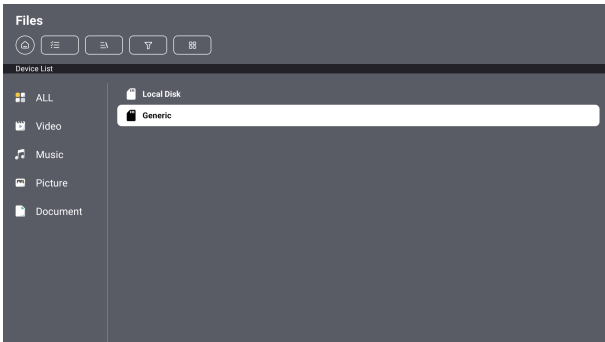 Files
Device List
ALL
Video
Music
Picture
Document
Local Disk
Generic